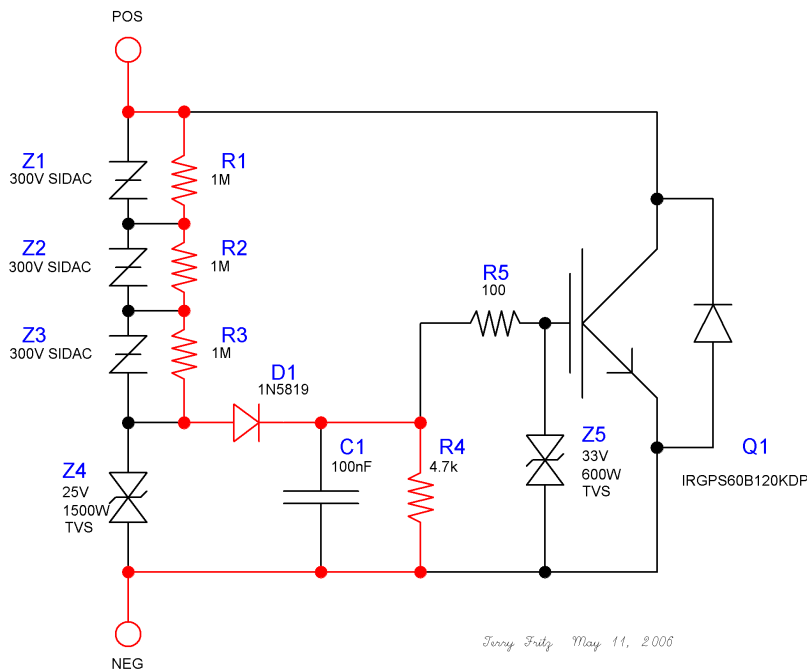 POS
Z1
300V SIDAC
R1
1M
Z2
300V SIDAC
R2
1M
Z3
300V SIDAC
R3
1M
D1
1N5819
R5
100
Z4
25V
1500W
TVS
C1
100nF
R4
4.7k
Z5
33V
600W
TVS
Q1
IRGPS60B120KDP
NEG
Terry Fritz May 11, 2006